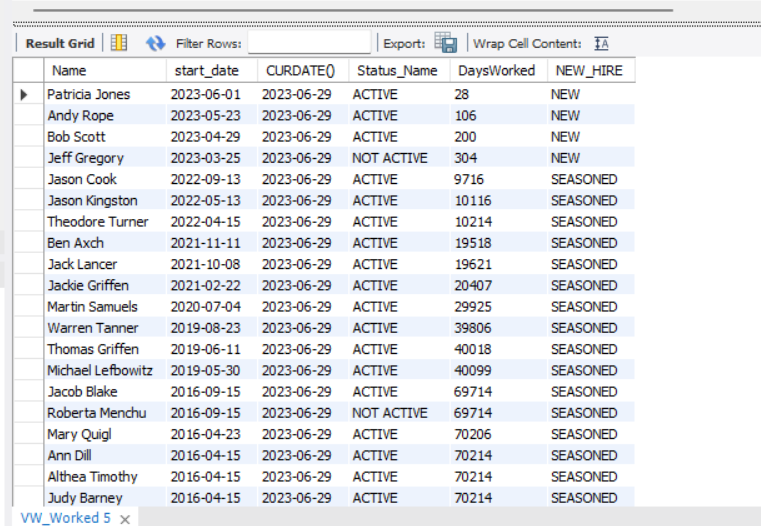 Result Grid Filter Rows: Export: Wrap Cell Content:
Name start_date CURDATE() Status_Name DaysWorked NEW_HIRE
Patricia Jones 2023-06-01 2023-06-29 ACTIVE 28 NEW
Andy Rope 2023-05-23 2023-06-29 ACTIVE 106 NEW
Bob Scott 2023-04-29 2023-06-29 ACTIVE 200 NEW
Jeff Gregory 2023-03-25 2023-06-29 NOT ACTIVE 304 NEW
Jason Cook 2022-09-13 2023-06-29 ACTIVE 9716 SEASONED
Jason Kingston 2022-05-13 2023-06-29 ACTIVE 10116 SEASONED
Theodore Turner 2022-04-15 2023-06-29 ACTIVE 10214 SEASONED
Ben Axch 2021-11-11 2023-06-29 ACTIVE 19518 SEASONED
Jack Lancer 2021-10-08 2023-06-29 ACTIVE 19621 SEASONED
Jackie Griffen 2021-02-22 2023-06-29 ACTIVE 20407 SEASONED
Martin Samuels 2020-07-04 2023-06-29 ACTIVE 29925 SEASONED
Warren Tanner 2019-08-23 2023-06-29 ACTIVE 39806 SEASONED
Thomas Griffen 2019-06-11 2023-06-29 ACTIVE 40018 SEASONED
Michael Lefbowitz 2019-05-30 2023-06-29 ACTIVE 40099 SEASONED
Jacob Blake 2016-09-15 2023-06-29 ACTIVE 69714 SEASONED
Roberta Menchu 2016-09-15 2023-06-29 NOT ACTIVE 69714 SEASONED
Mary Quigl 2016-04-23 2023-06-29 ACTIVE 70206 SEASONED
Ann Dill 2016-04-15 2023-06-29 ACTIVE 70214 SEASONED
Althea Timothy 2016-04-15 2023-06-29 ACTIVE 70214 SEASONED
Judy Barney 2016-04-15 2023-06-29 ACTIVE 70214 SEASONED
VW_Worked 5